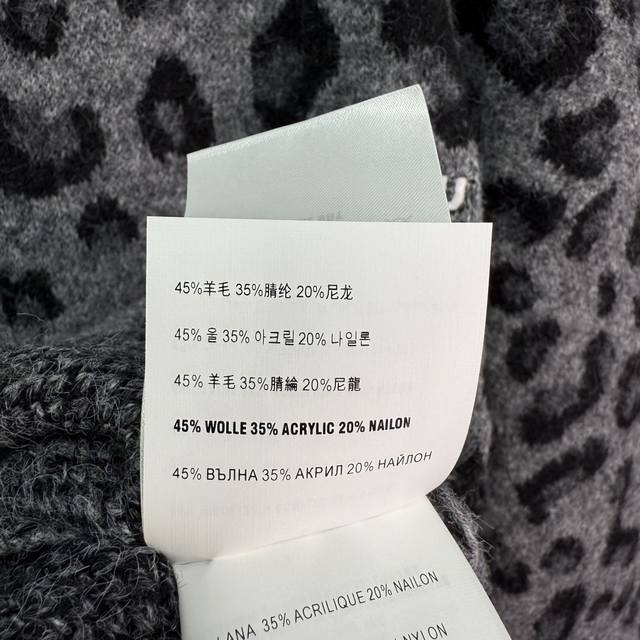 45%羊毛 35%腈纶 20%尼龙
45% 울 35% 아크릴 20% 나일론
45% 羊毛 35%腈綸 20%尼龍
45% WOLLE 35% ACRYLIC 20% NAILON
45% ВЪЛНА 35% АКРИЛ 20% НАЙЛОН
LANA 35% ACRILIQUE 20% NAILON
NYLON